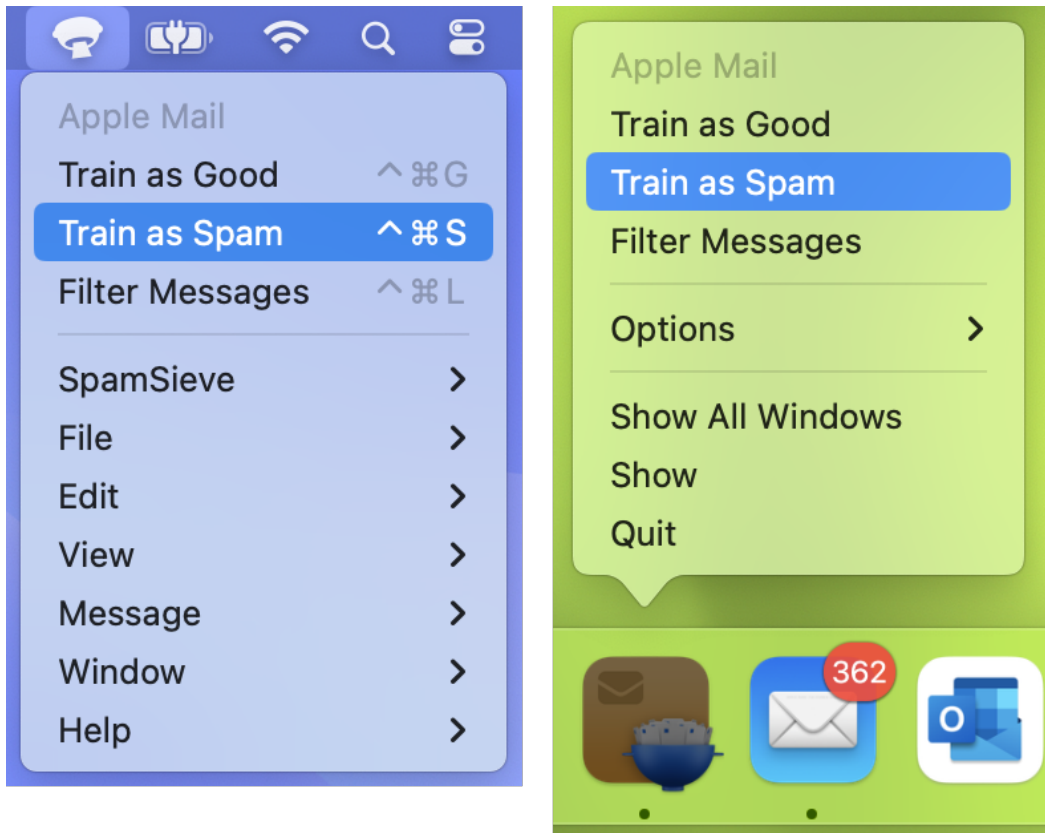 Apple Mail
Train as Good ^⌘G
Train as Spam ^⌘S
Filter Messages ^⌘L
SpamSieve
File
Edit
View
Message
Window
Help
Apple Mail
Train as Good
Train as Spam
Filter Messages
Options
Show All Windows
Show
Quit
362
O